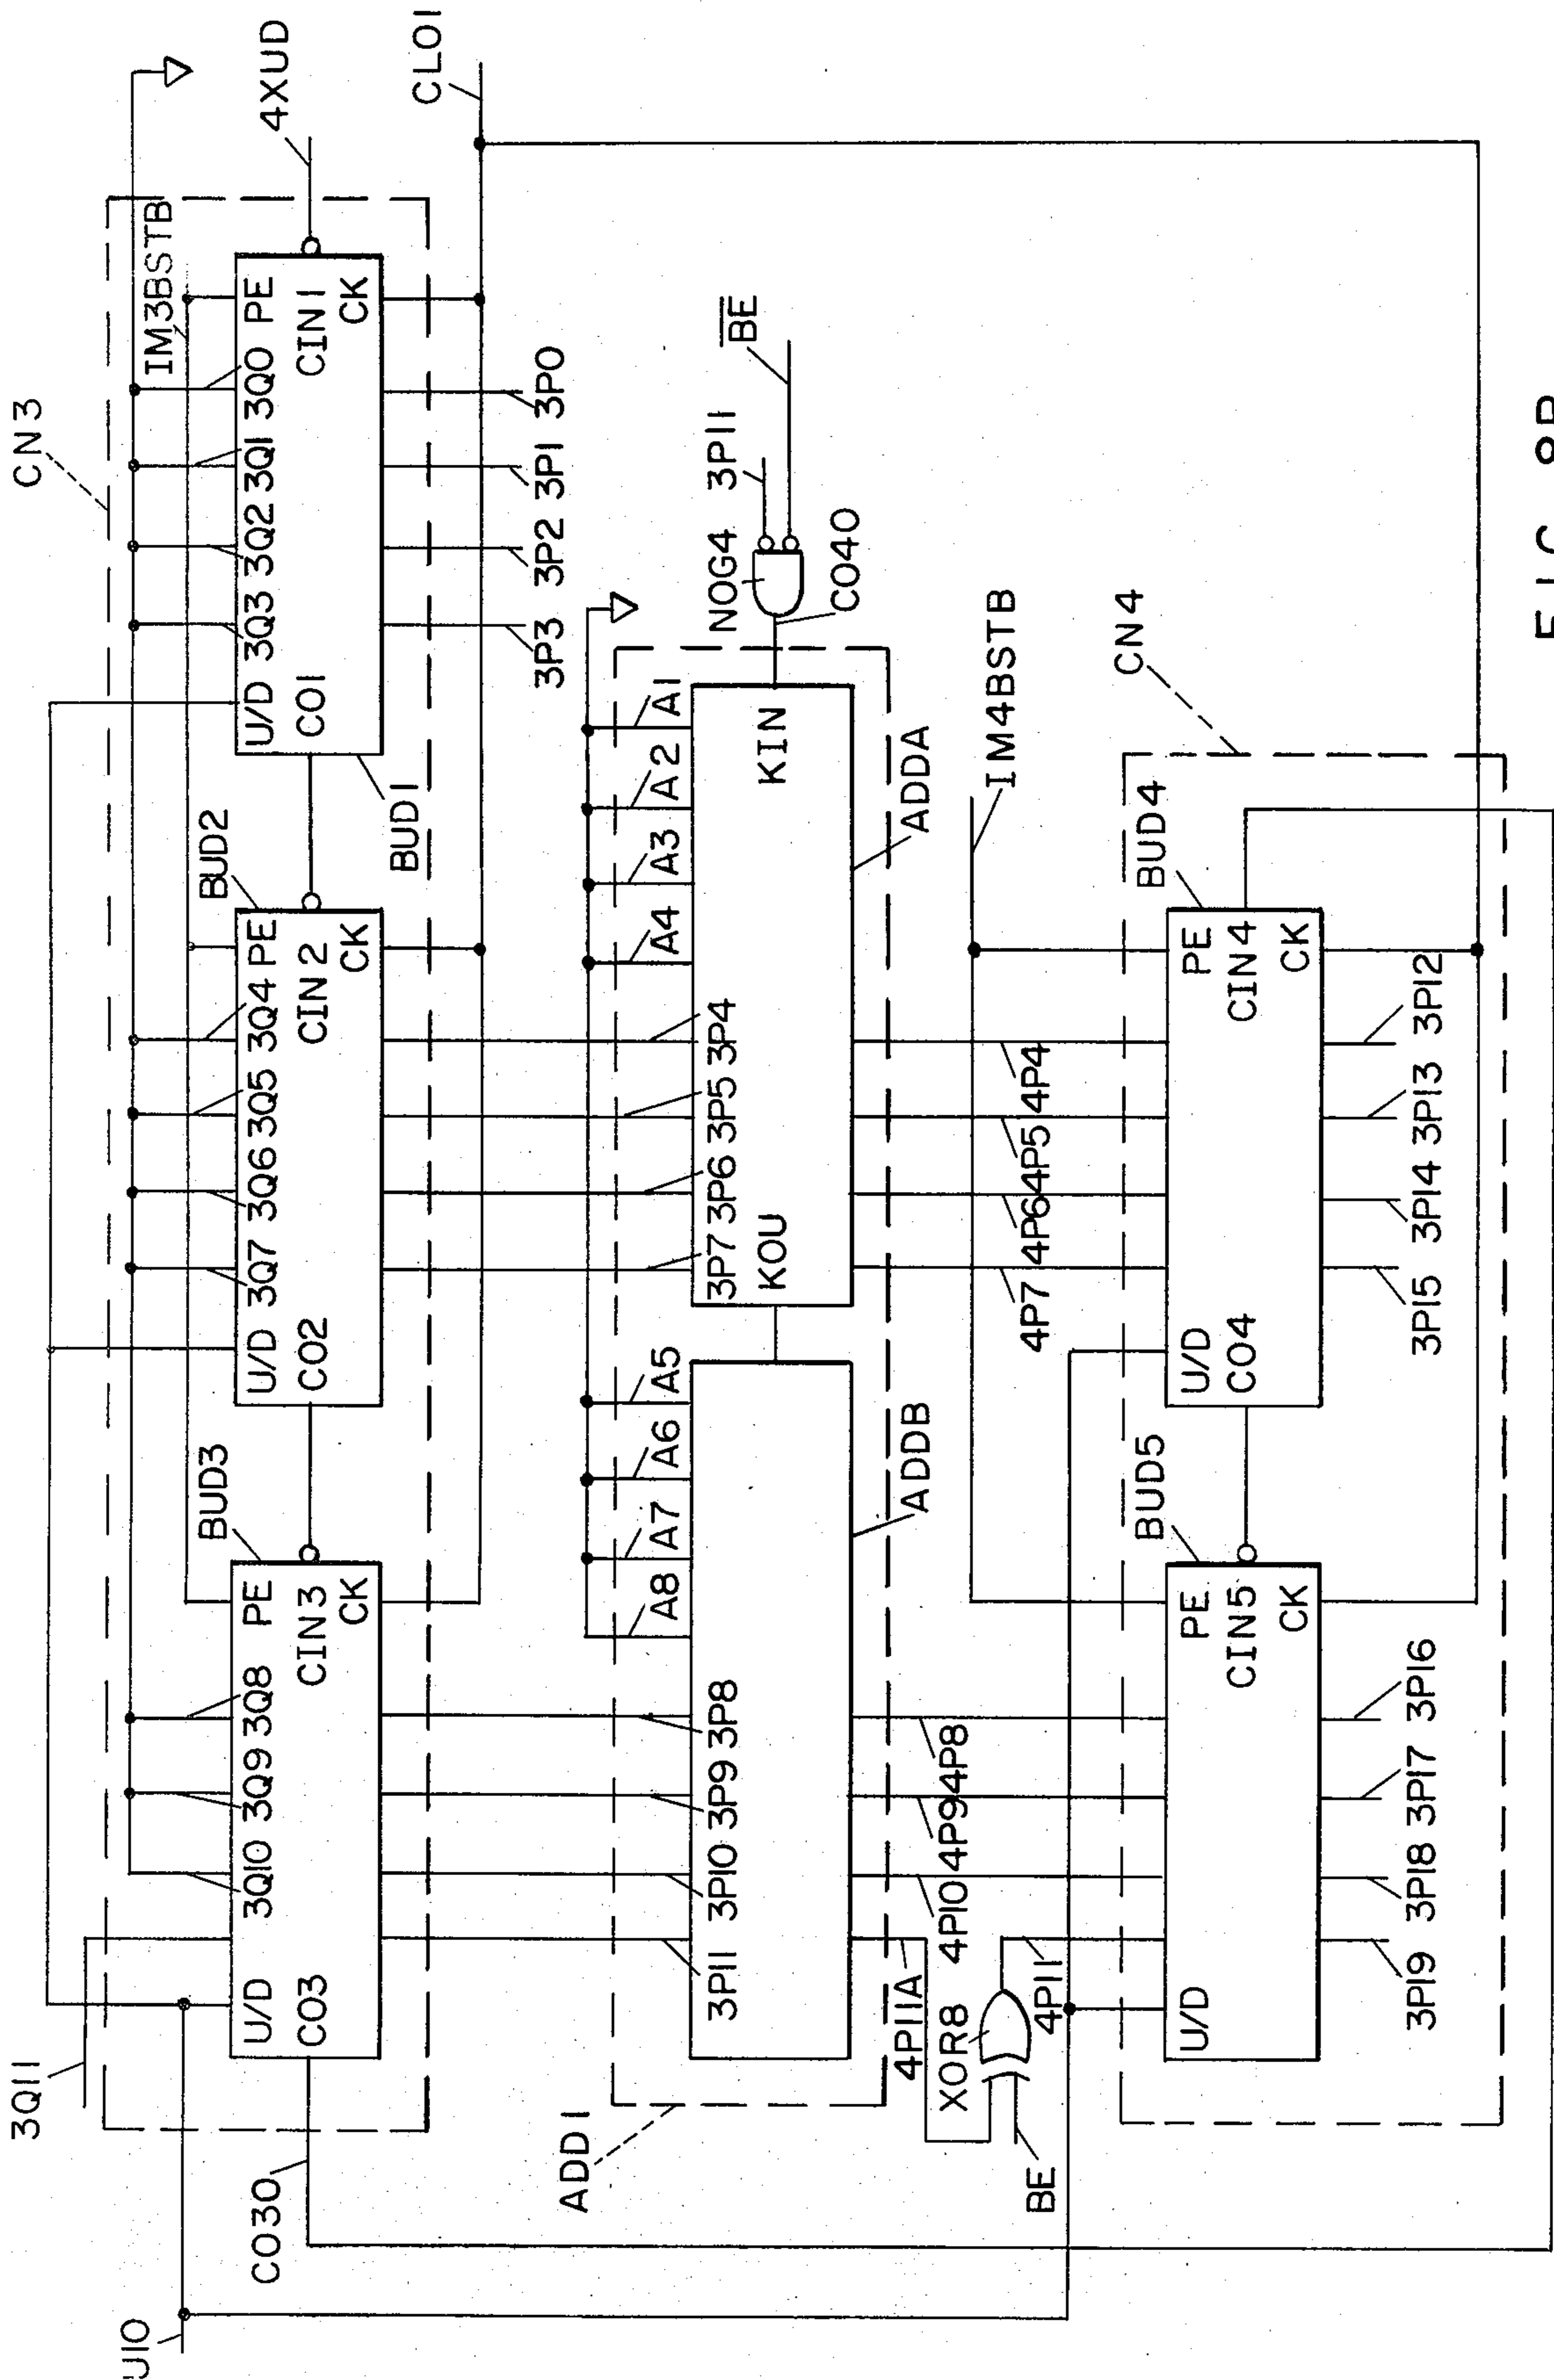 CN3
3Q11
IM3BSTB
4XUD
U/D 3Q10 3Q9 3Q8 PE
CO3 CIN3
CK
BUD3
U/D 3Q7 3Q6 3Q5 3Q4 PE
CO2 CIN2
CK
BUD2
U/D 3Q3 3Q2 3Q1 3Q0 PE
CO1 CIN1
CK
BUD1
CL01
CO30
3P3 3P2 3P1 3P0
ADD1
A8 A7 A6 A5
A4 A3 A2 A1
NOG4 3P11 BE
CO40
3P11 3P10 3P9 3P8
3P7 3P6 3P5 3P4
KOU KIN
ADDB
ADDA
4P11A 4P10 4P9 4P8
4P7 4P6 4P5 4P4
IM4BSTB
XOR8
4P11
BE
CN4
BUD5
BUD4
U/D PE
CIN5
CK
U/D PE
CO4 CIN4
CK
3P19 3P18 3P17 3P16
3P15 3P14 3P13 3P12